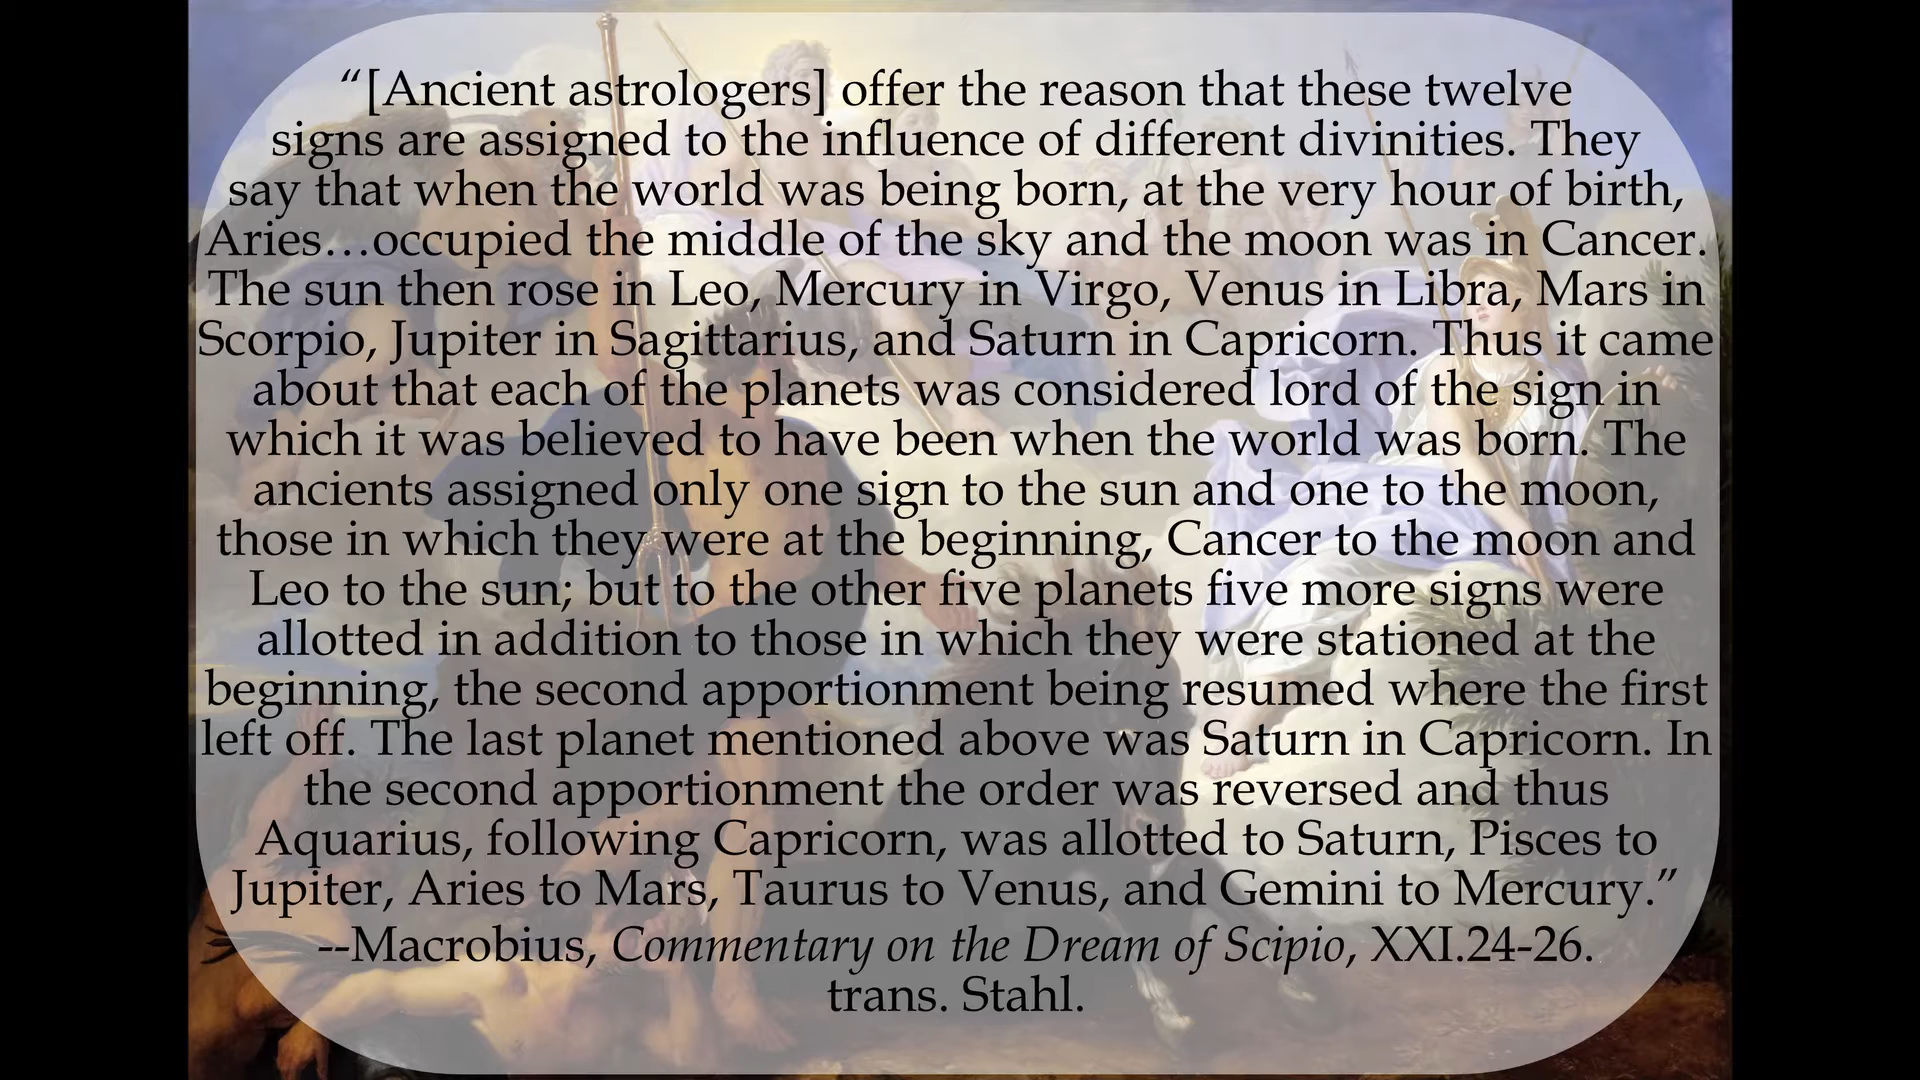 “[Ancient astrologers] offer the reason that these twelve
signs are assigned to the influence of different divinities. They
say that when the world was being born, at the very hour of birth,
Aries…occupied the middle of the sky and the moon was in Cancer.
The sun then rose in Leo, Mercury in Virgo, Venus in Libra, Mars in
Scorpio, Jupiter in Sagittarius, and Saturn in Capricorn. Thus it came
about that each of the planets was considered lord of the sign in
which it was believed to have been when the world was born. The
ancients assigned only one sign to the sun and one to the moon,
those in which they were at the beginning, Cancer to the moon and
Leo to the sun; but to the other five planets five more signs were
allotted in addition to those in which they were stationed at the
beginning, the second apportionment being resumed where the first
left off. The last planet mentioned above was Saturn in Capricorn. In
the second apportionment the order was reversed and thus
Aquarius, following Capricorn, was allotted to Saturn, Pisces to
Jupiter, Aries to Mars, Taurus to Venus, and Gemini to Mercury.”
--Macrobius, Commentary on the Dream of Scipio, XXI.24-26.
trans. Stahl.